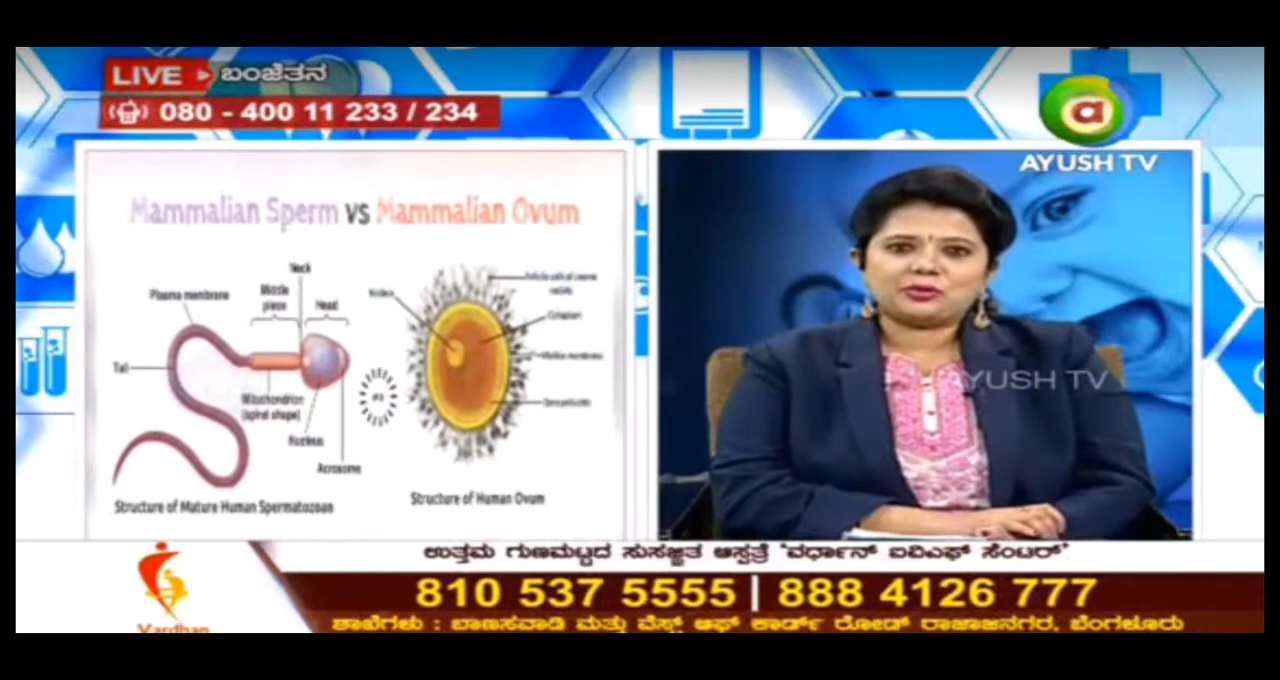 LIVE ಬಂಜೆತನ
080 - 400 11 233 / 234
a
AYUSH TV
Mammalian Sperm vs Mammalian Ovum
Neck
Middle piece
Head
Plasma membrane
Tail
Mitochondrion
(spiral shape)
Nucleus
Acrosome
Structure of Mature Human Spermatozoan
Nucleus
Cytoplasm
Structure of Human Ovum
AYUSH TV
ಉತ್ತಮ ಗುಣಮಟ್ಟದ ಸುಸಜ್ಜಿತ ಆಸ್ಪತ್ರೆ 'ವರ್ಧಾನ್ ಐವಿಎಫ್ ಸೆಂಟರ್'
810 537 5555 | 888 4126 777
Vardhan
ಶಾಖೆಗಳು : ಬಾಣಸವಾಡಿ ಮತ್ತು ವೆಸ್ಟ್ ಆಫ್ ಕಾರ್ಡ್ ರೋಡ್ ರಾಜಾಜಿನಗರ, ಬೆಂಗಳೂರು